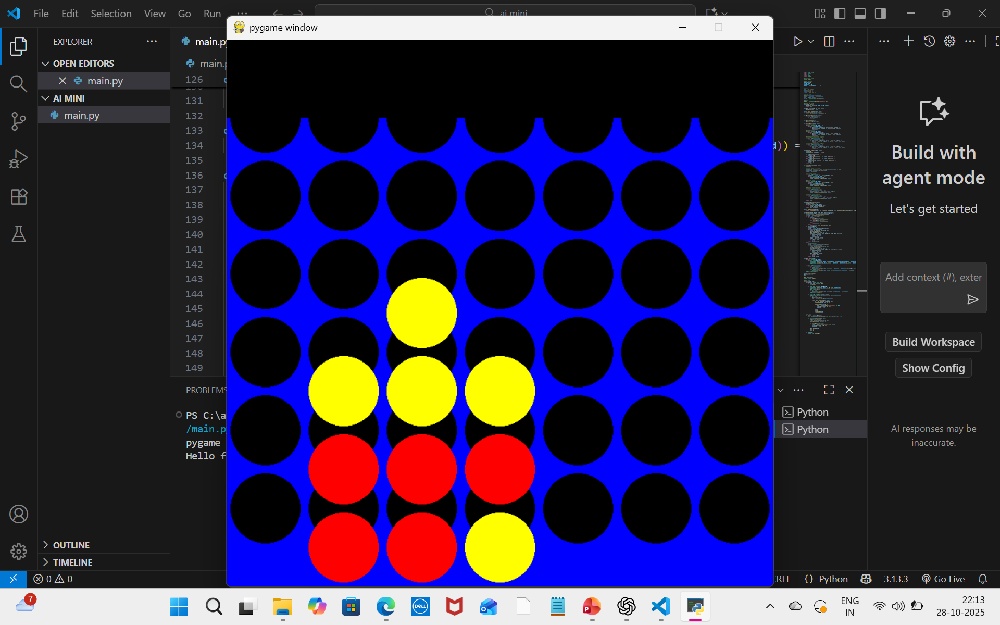 File Edit Selection View Go Run ...
ai mini
pygame window
EXPLORER
main.py
OPEN EDITORS
main.py
main.p
126
AI MINI
main.py
131
132
133
134
d)) =
135
136
137
138
139
140
141
142
143
144
145
146
147
148
149
Build with
agent mode
Let's get started
Add context (#), exter
Build Workspace
Show Config
AI responses may be
inaccurate.
PROBLEMS
PS C:\a
/main.p
pygame
Hello f
Python
Python
OUTLINE
TIMELINE
0 0
CRLF {} Python 3.13.3 Go Live
7
DELL
ENG
IN
22:13
28-10-2025